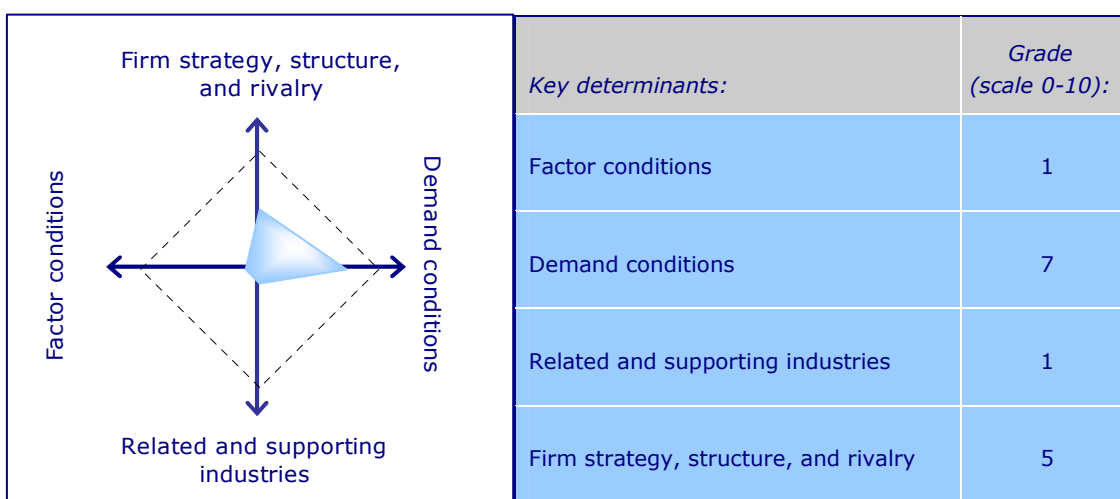 Firm strategy, structure,
and rivalry
Factor conditions
Demand conditions
Related and supporting
industries
Key determinants:
Grade
(scale 0-10):
Factor conditions
1
Demand conditions
7
Related and supporting industries
1
Firm strategy, structure, and rivalry
5